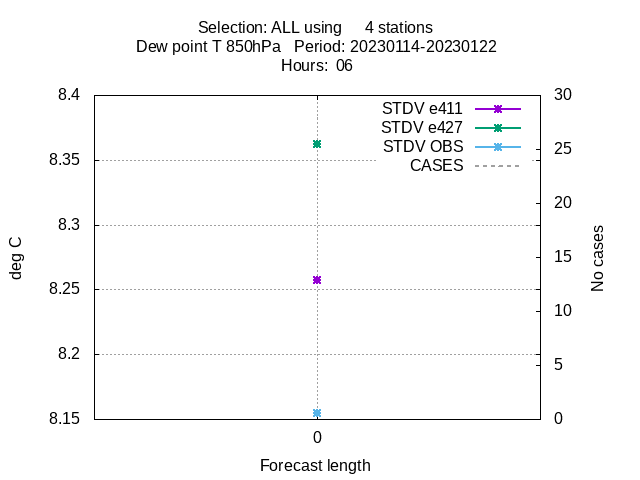 Selection: ALL using 4 stations
Dew point T 850hPa Period: 20230114-20230122
Hours: 06
8.4
8.35
8.3
8.25
8.2
8.15
deg C
STDV e411
STDV e427
STDV OBS
CASES
30
25
20
15
10
5
0
No cases
0
Forecast length